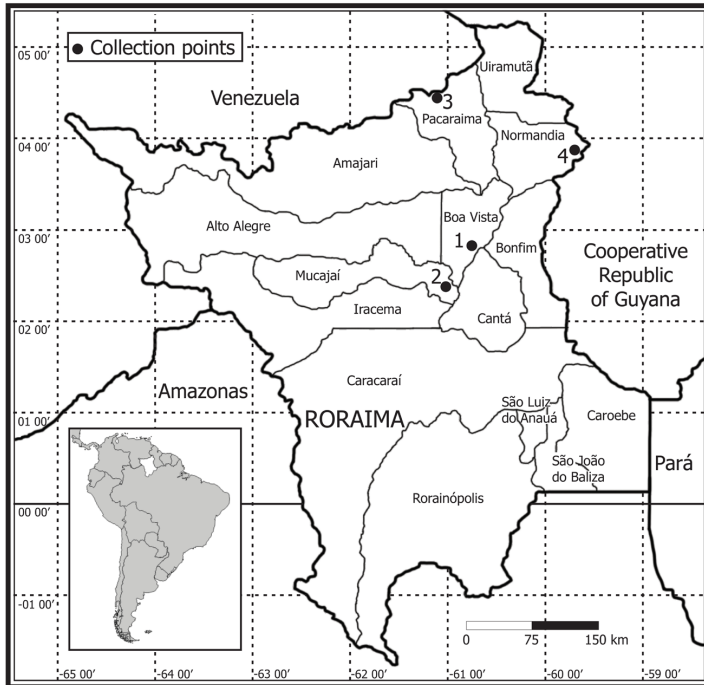 Collection points
05 00'
Uiramutã
Venezuela
3
Pacaraima
Normandia
04 00'
4
Amajari
Boa Vista
Alto Alegre
03 00'
1
Bonfim
Cooperative
Republic
of Guyana
Mucajaí
2
Iracema
Cantá
02 00'
Amazonas
Caracaraí
São Luiz
do Anauá
RORAIMA
Caroebe
01 00'
São João
do Baliza
Pará
Rorainópolis
00 00'
-01 00'
0 75 150 km
-65 00' -64 00' -63 00' -62 00' -61 00' -60 00' -59 00'